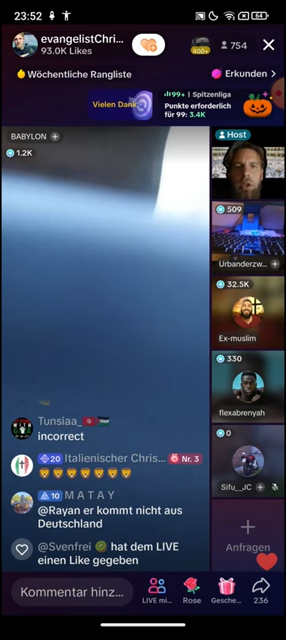 23:52
64
evangelistChri...
93.0K Likes
400+
754
Wöchentliche Rangliste
Erkunden >
Vielen Dank
99+ | Spitzenliga
Punkte erforderlich
für 99: 3.4K
BABYLON +
1.2K
Host
509
Urbanderzw... +
32.5K
Ex-muslim
330
flexabrenyah
0
Sifu_JC +
Anfragen
Tunsiaa_
incorrect
20 Italienischer Chris... Nr. 3
10 M A T A Y
@Rayan er kommt nicht aus
Deutschland
@Svenfrei hat dem LIVE
einen Like gegeben
Kommentar hinz...
LIVE mi...
Rose
Gesche...
236